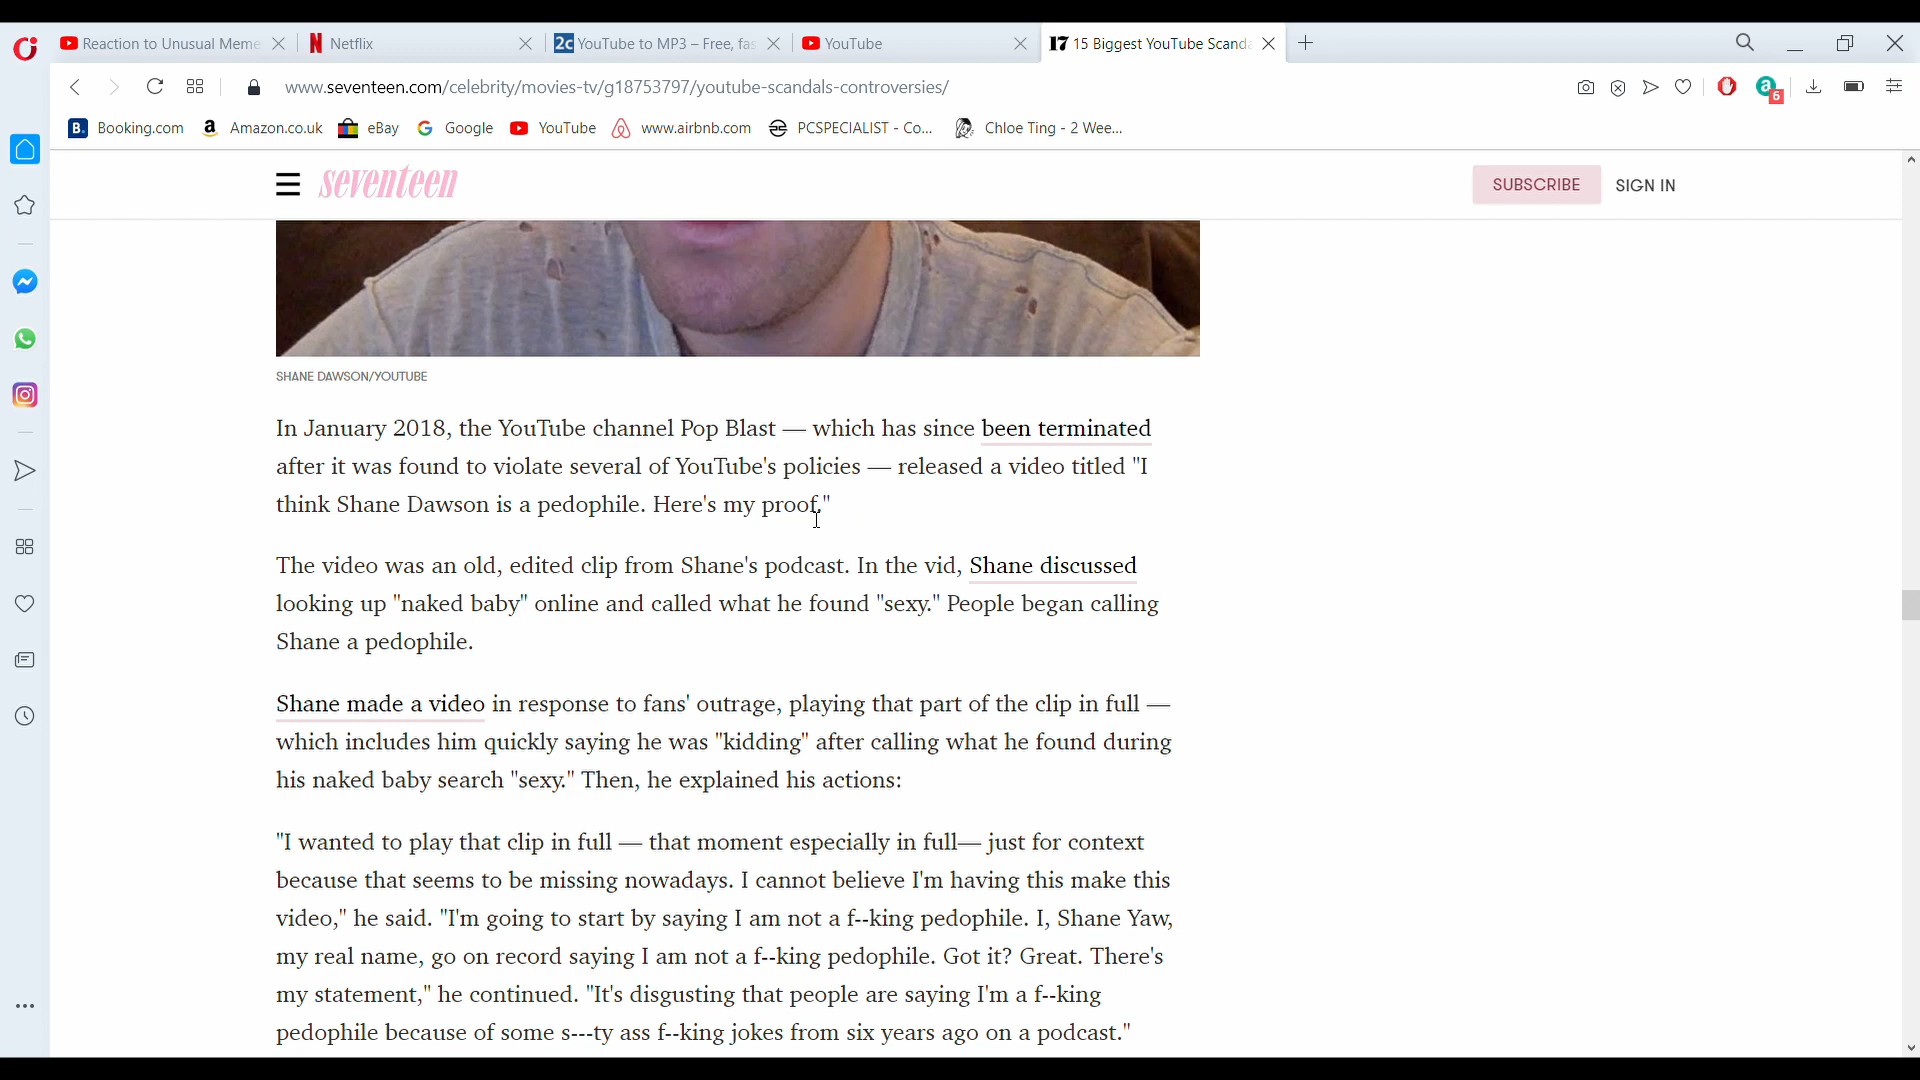 Reaction to Unusual Meme
Netflix
YouTube to MP3 – Free, fas
YouTube
17 15 Biggest YouTube Scanda
www.seventeen.com/celebrity/movies-tv/g18753797/youtube-scandals-controversies/
6
B. Booking.com
a Amazon.co.uk
eBay
G Google
YouTube
www.airbnb.com
PCSPECIALIST - Co...
Chloe Ting - 2 Wee...
seventeen
SUBSCRIBE
SIGN IN
SHANE DAWSON/YOUTUBE
In January 2018, the YouTube channel Pop Blast — which has since been terminated
after it was found to violate several of YouTube's policies — released a video titled "I
think Shane Dawson is a pedophile. Here's my proof."
The video was an old, edited clip from Shane's podcast. In the vid, Shane discussed
looking up "naked baby" online and called what he found "sexy." People began calling
Shane a pedophile.
Shane made a video in response to fans' outrage, playing that part of the clip in full —
which includes him quickly saying he was "kidding" after calling what he found during
his naked baby search "sexy." Then, he explained his actions:
"I wanted to play that clip in full — that moment especially in full— just for context
because that seems to be missing nowadays. I cannot believe I'm having this make this
video," he said. "I'm going to start by saying I am not a f--king pedophile. I, Shane Yaw,
my real name, go on record saying I am not a f--king pedophile. Got it? Great. There's
my statement," he continued. "It's disgusting that people are saying I'm a f--king
pedophile because of some s---ty ass f--king jokes from six years ago on a podcast."